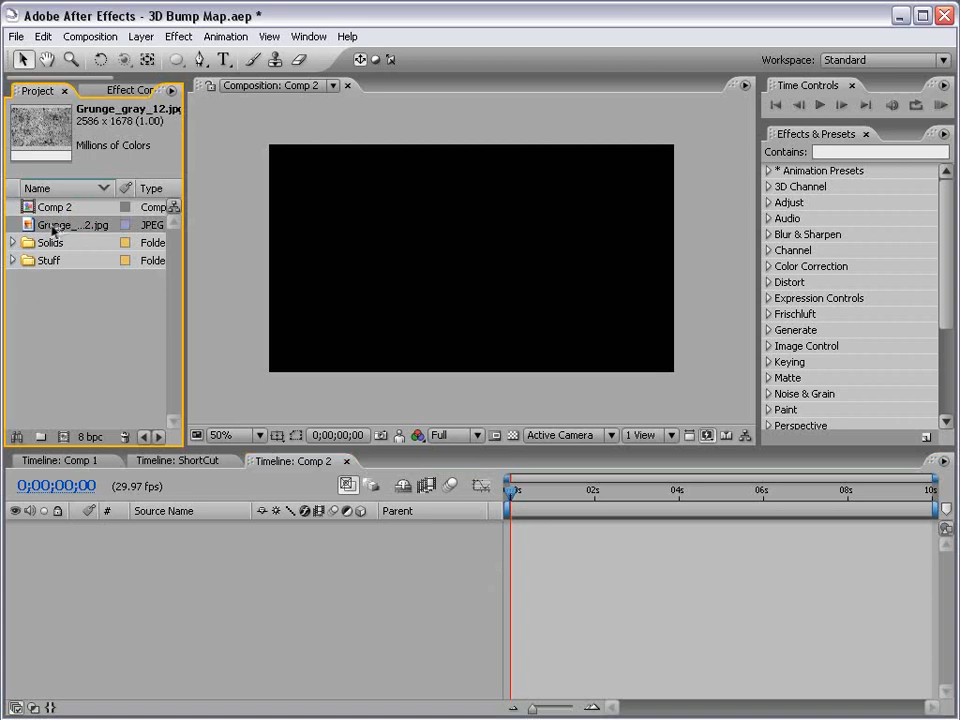 Adobe After Effects - 3D Bump Map.aep *
File Edit Composition Layer Effect Animation View Window Help
Workspace: Standard
Project Effect Con
Composition: Comp 2
Time Controls
Grunge_gray_12.jpg
2586 x 1678 (1.00)
Millions of Colors
Effects & Presets
Contains:
Name Type
Comp 2 Comp
Grunge_...2.jpg JPEG
Solids Folde
Stuff Folde
* Animation Presets
3D Channel
Adjust
Audio
Blur & Sharpen
Channel
Color Correction
Distort
Expression Controls
Frischluft
Generate
Image Control
Keying
Matte
Noise & Grain
Paint
Perspective
8 bpc
50% 0;00;00;00 Full Active Camera 1 View
Timeline: Comp 1 Timeline: ShortCut Timeline: Comp 2
0;00;00;00 (29.97 fps)
02s 04s 06s 08s 10s
# Source Name Parent